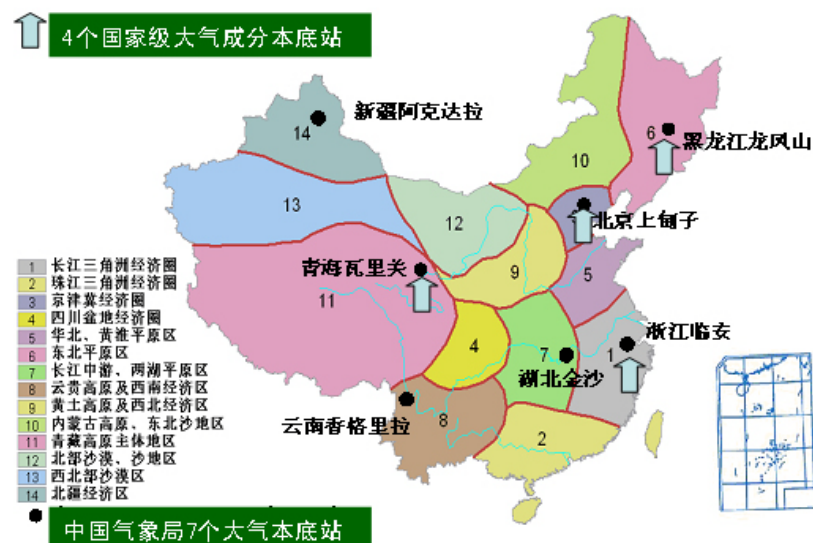 4个国家级大气成分本底站
新疆阿克达拉
14
6
黑龙江龙凤山
10
13
12
北京上甸子
青海瓦里关
9
5
11
浙江临安
4
7
1
湖北金沙
云南香格里拉
8
2
1 长江三角洲经济圈
2 珠江三角洲经济圈
3 京津冀经济圈
4 四川盆地经济圈
5 华北、黄淮平原区
6 东北平原区
7 长江中游、两湖平原区
8 云贵高原及西南经济区
9 黄土高原及西北经济区
10 内蒙古高原、东北沙地区
11 青藏高原主体地区
12 北部沙漠、沙地区
13 西北部沙漠区
14 北疆经济区
中国气象局7个大气本底站